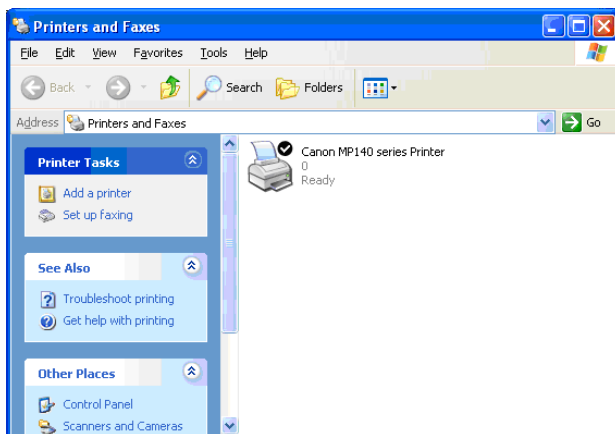 Printers and Faxes
File Edit View Favorites Tools Help
Back Search Folders
Address Printers and Faxes Go
Printer Tasks
Add a printer
Set up faxing
See Also
Troubleshoot printing
Get help with printing
Other Places
Control Panel
Scanners and Cameras
Canon MP140 series Printer
0
Ready